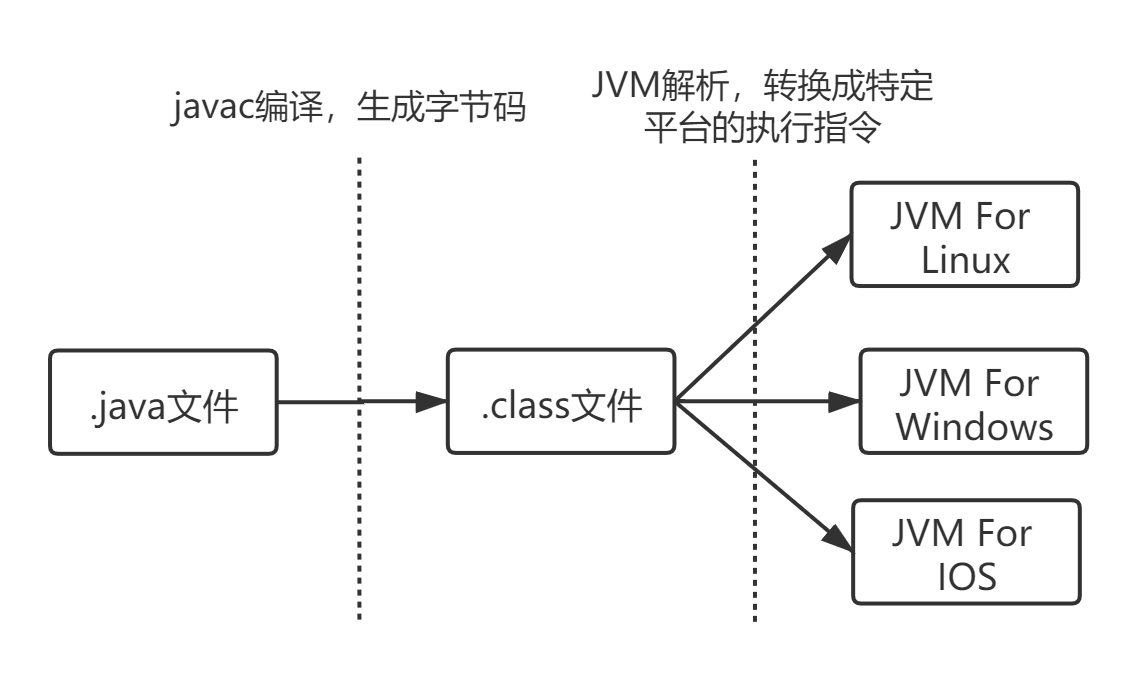 javac编译，生成字节码
JVM解析，转换成特定
平台的执行指令
.java文件
.class文件
JVM For
Linux
JVM For
Windows
JVM For
IOS